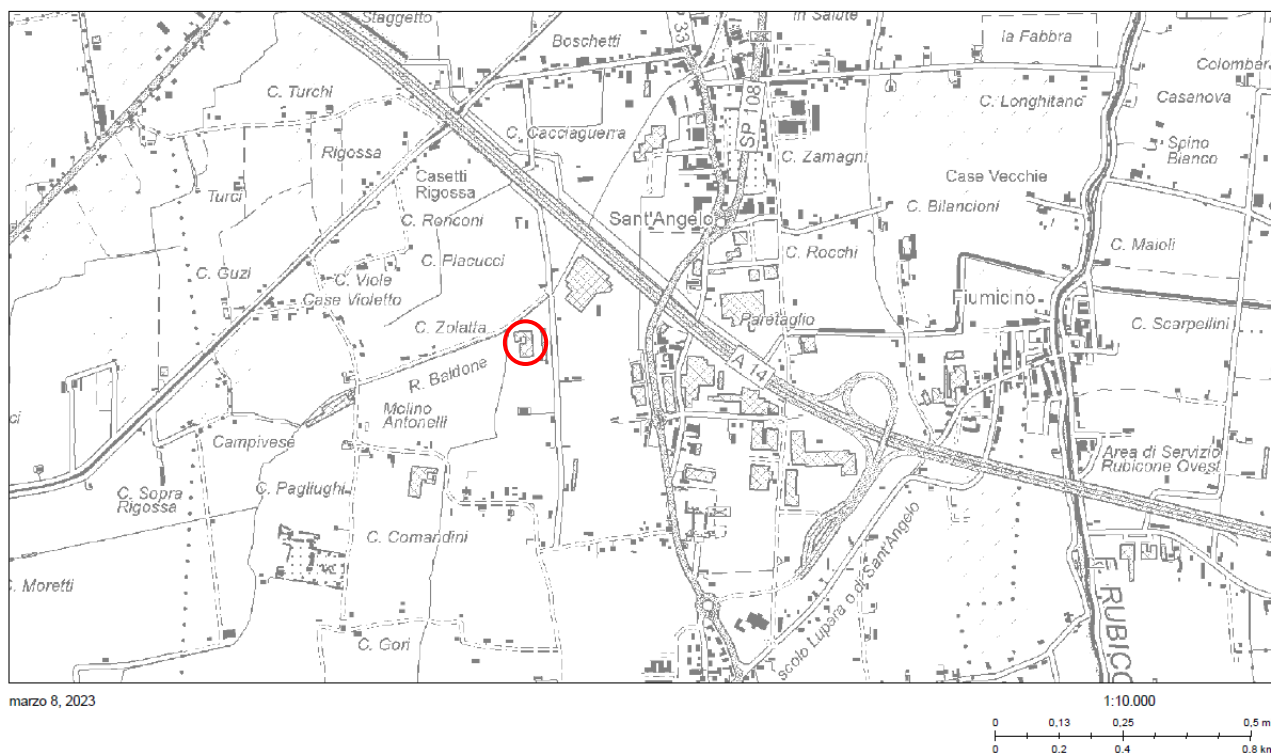 Staggetto
Boschetti
33
in Salute
la Fabbra
Colombara
C. Turchi
SP 108
C. Longhitano
Casanova
C. Cacciaguerra
Rigossa
C. Zamagni
Spino
Bianco
Casetti
Rigossa
Case Vecchie
Turci
C. Ronconi
Sant'Angelo
C. Bilancioni
C. Maioli
C. Piacucci
C. Rocchi
C. Guzi
C. Viole
Case Violetto
Fiumicino
C. Zolatta
Paretaglio
C. Scarpellini
R. Baldone
A 14
Molino
Antonelli
ci
Campivese
Area di Servizio
Rubicone Ovest
C. Sopra
Rigossa
C. Pagliughi
C. Comandini
scolo Lupara o di Sant'Angelo
C. Moretti
RUBICO
C. Gori
marzo 8, 2023
1:10.000
0 0,13 0,25 0,5 m
0 0.2 0.4 0.8 km